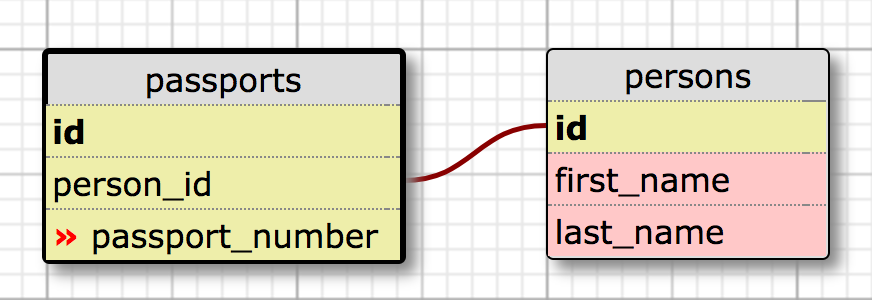 passports
id
person_id
» passport_number
persons
id
first_name
last_name